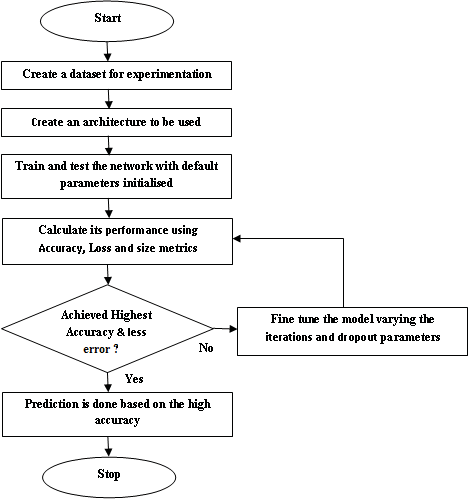 Start
Create a dataset for experimentation
Create an architecture to be used
Train and test the network with default
parameters initialised
Calculate its performance using
Accuracy, Loss and size metrics
Achieved Highest
Accuracy & less
error ?
No
Fine tune the model varying the
iterations and dropout parameters
Yes
Prediction is done based on the high
accuracy
Stop